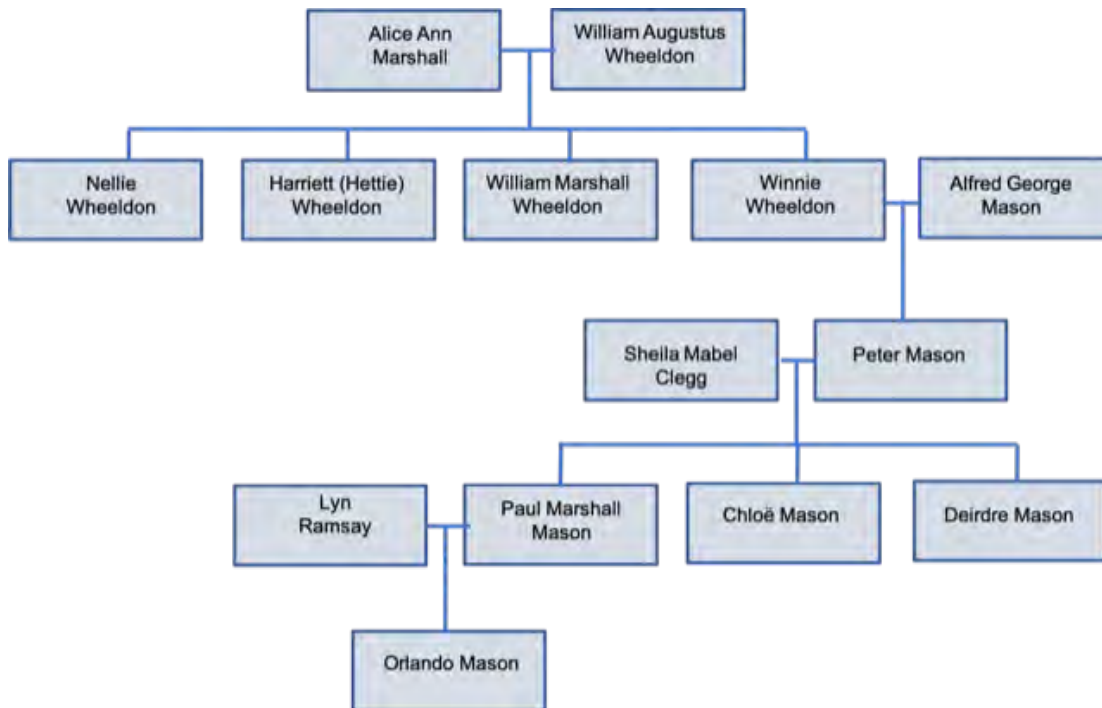 Alice Ann
Marshall
William Augustus
Wheeldon
Nellie
Wheeldon
Harriett (Hettie)
Wheeldon
William Marshall
Wheeldon
Winnie
Wheeldon
Alfred George
Mason
Sheila Mabel
Clegg
Peter Mason
Lyn
Ramsay
Paul Marshall
Mason
Chloë Mason
Deirdre Mason
Orlando Mason